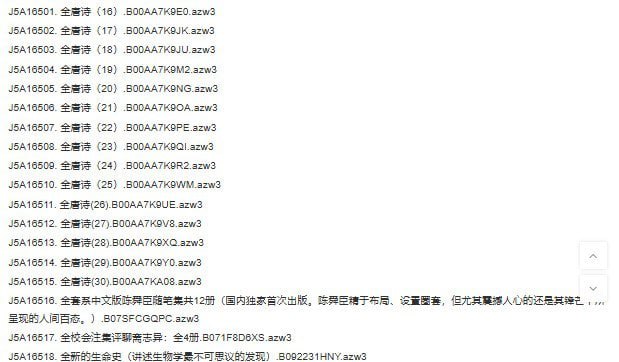 J5A16501. 全唐诗（16）.B00AA7K9E0.azw3
J5A16502. 全唐诗（17）.B00AA7K9JK.azw3
J5A16503. 全唐诗（18）.B00AA7K9JU.azw3
J5A16504. 全唐诗（19）.B00AA7K9M2.azw3
J5A16505. 全唐诗（20）.B00AA7K9NG.azw3
J5A16506. 全唐诗（21）.B00AA7K9OA.azw3
J5A16507. 全唐诗（22）.B00AA7K9PE.azw3
J5A16508. 全唐诗（23）.B00AA7K9QI.azw3
J5A16509. 全唐诗（24）.B00AA7K9R2.azw3
J5A16510. 全唐诗（25）.B00AA7K9WM.azw3
J5A16511. 全唐诗(26).B00AA7K9UE.azw3
J5A16512. 全唐诗(27).B00AA7K9V8.azw3
J5A16513. 全唐诗(28).B00AA7K9XQ.azw3
J5A16514. 全唐诗(29).B00AA7K9Y0.azw3
J5A16515. 全唐诗(30).B00AA7KA08.azw3
J5A16516. 全套系中文版陈舜臣随笔集共12册（国内独家首次出版。陈舜臣精于布局、设置圈套，但尤其震撼人心的还是其锋芒
呈现的人间百态。）.B07SFCGQPC.azw3
J5A16517. 全校会注集评聊斋志异：全4册.B071F8D6XS.azw3
J5A16518. 全新的生命史（讲述生物学最不可思议的发现）.B092231HNY.azw3